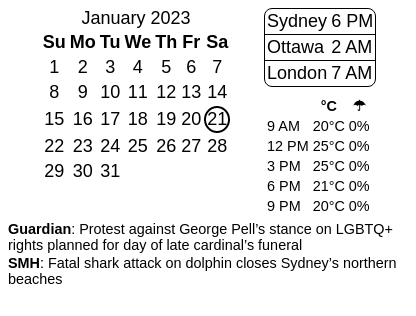 January 2023
Su Mo Tu We Th Fr Sa
1 2 3 4 5 6 7
8 9 10 11 12 13 14
15 16 17 18 19 20 21
22 23 24 25 26 27 28
29 30 31
Sydney 6 PM
Ottawa 2 AM
London 7 AM
°C ☂
9 AM 20°C 0%
12 PM 25°C 0%
3 PM 25°C 0%
6 PM 21°C 0%
9 PM 20°C 0%
Guardian: Protest against George Pell’s stance on LGBTQ+
rights planned for day of late cardinal’s funeral
SMH: Fatal shark attack on dolphin closes Sydney’s northern
beaches